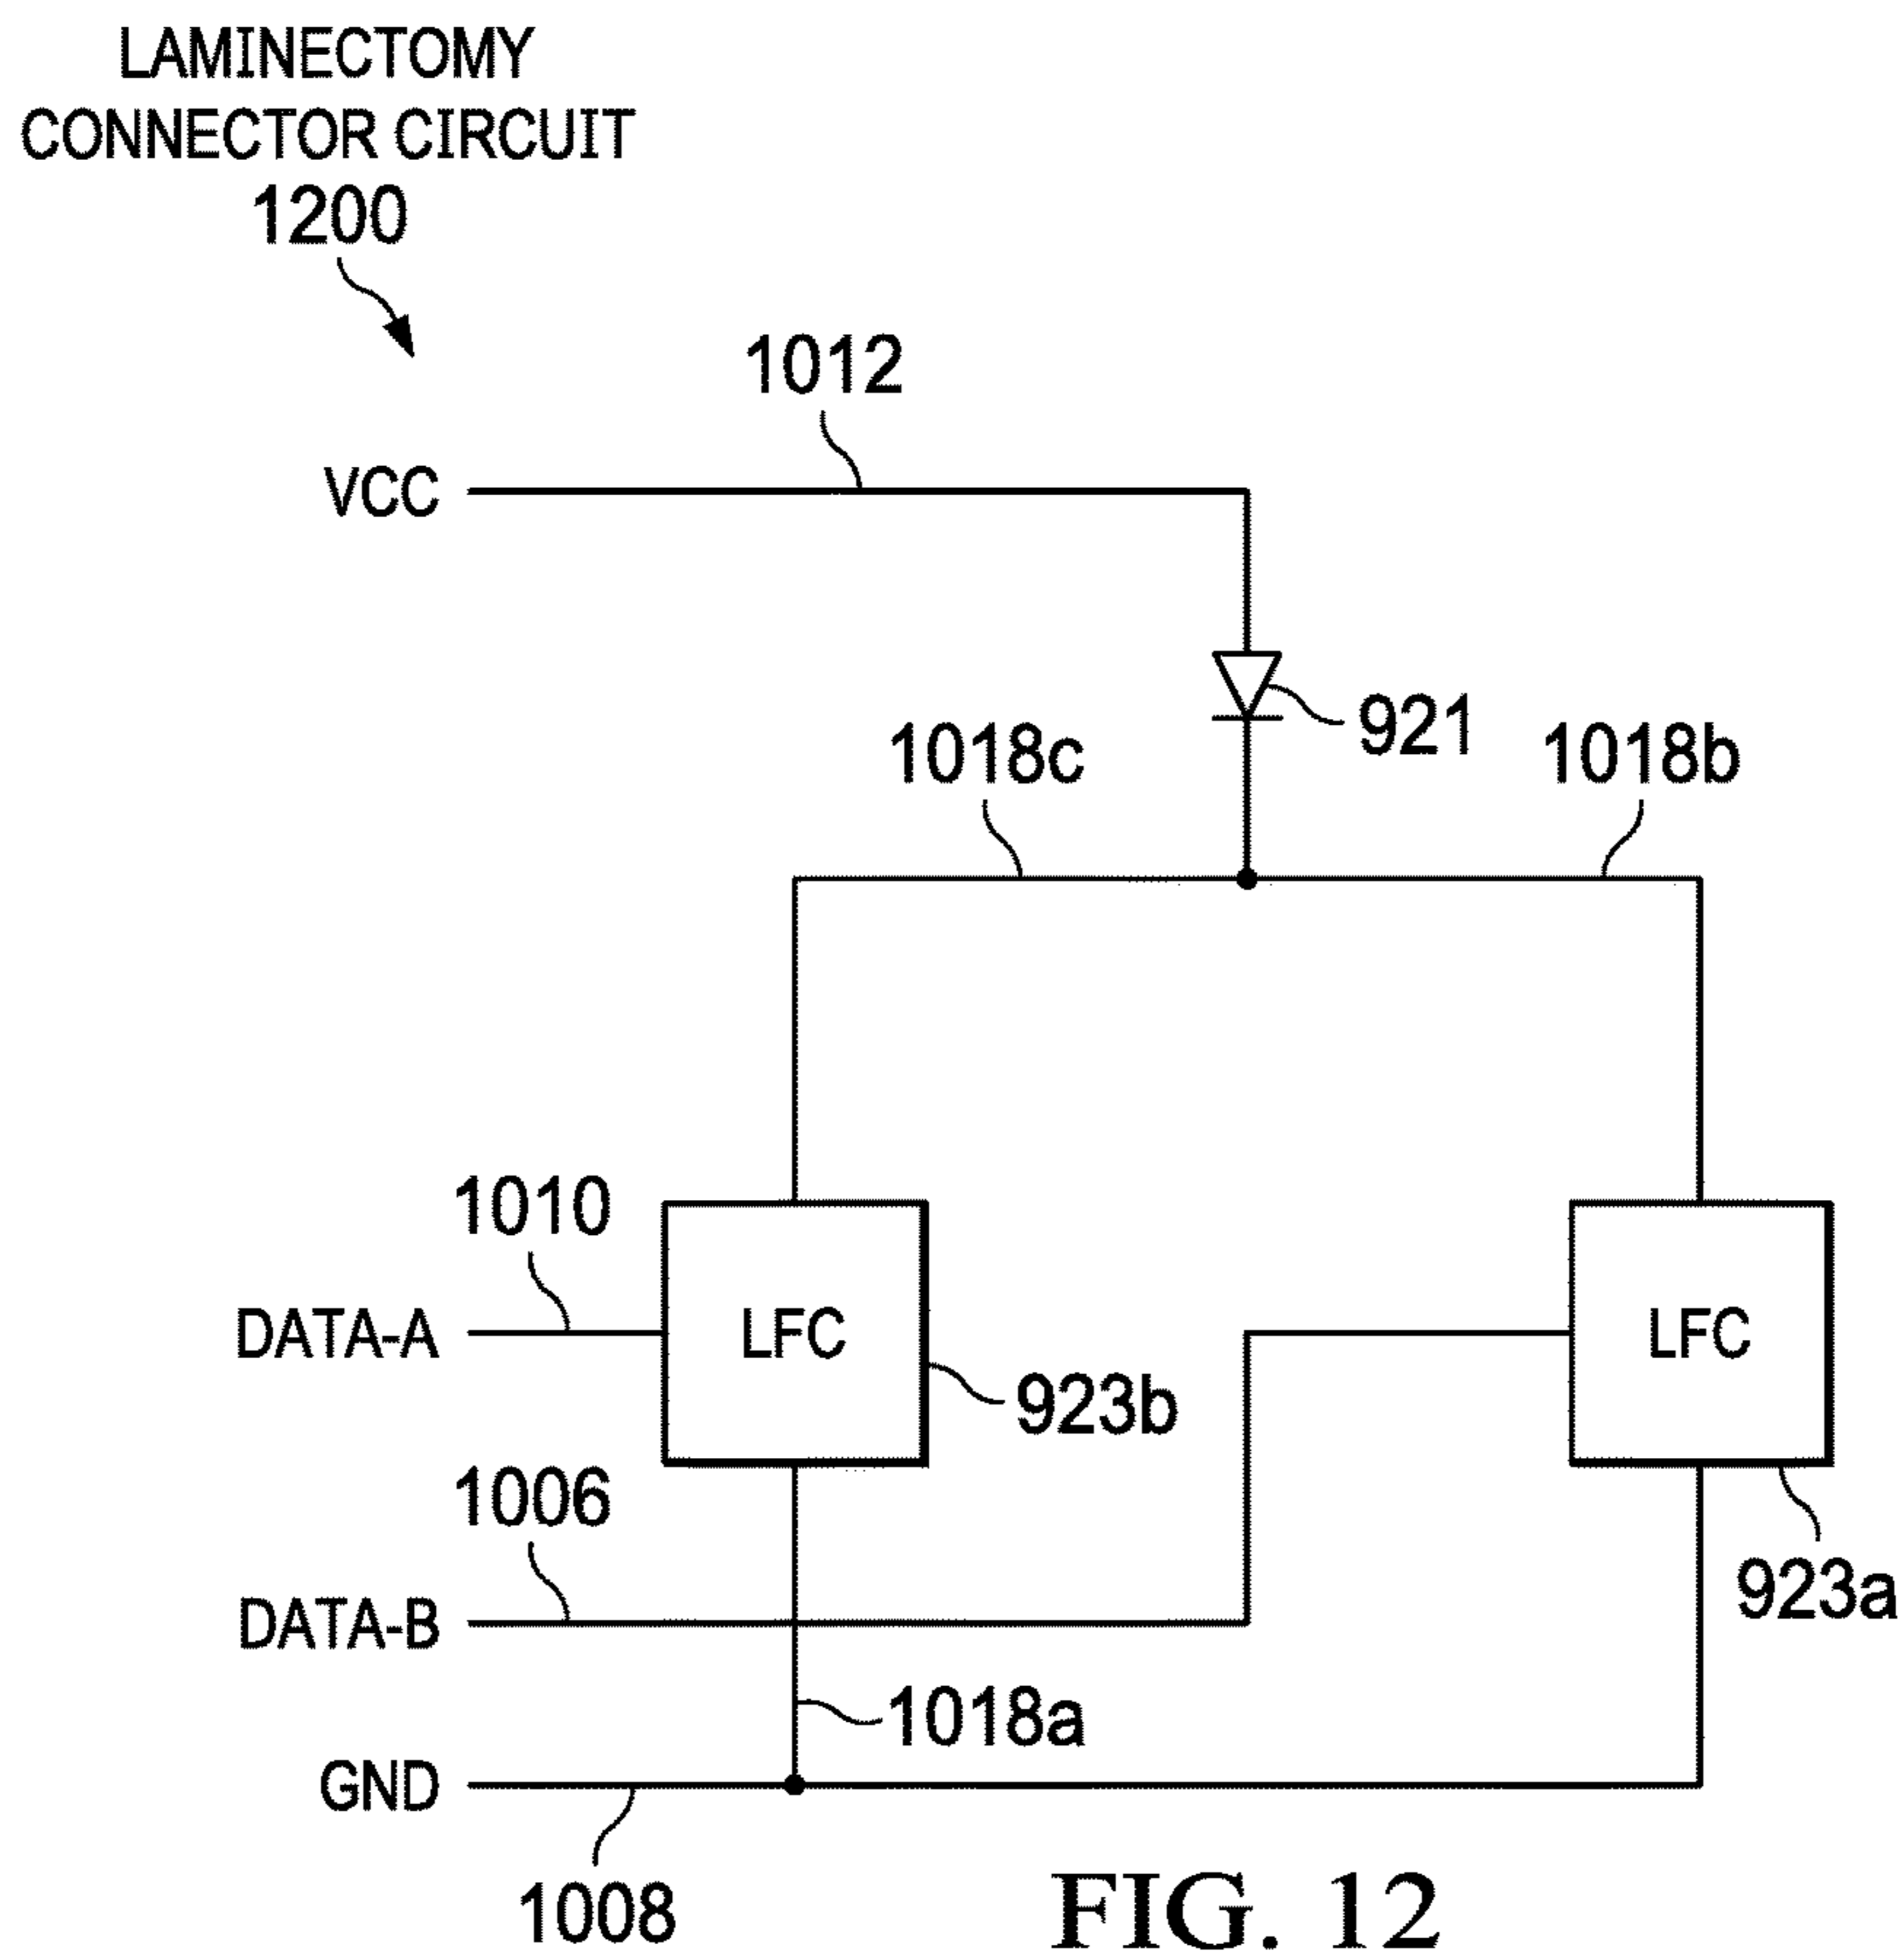 LAMINECTOMY
CONNECTOR CIRCUIT
1200
1012
VCC
921
1018c
1018b
1010
DATA-A
LFC
LFC
923b
1006
923a
DATA-B
1018a
GND
1008
FIG. 12